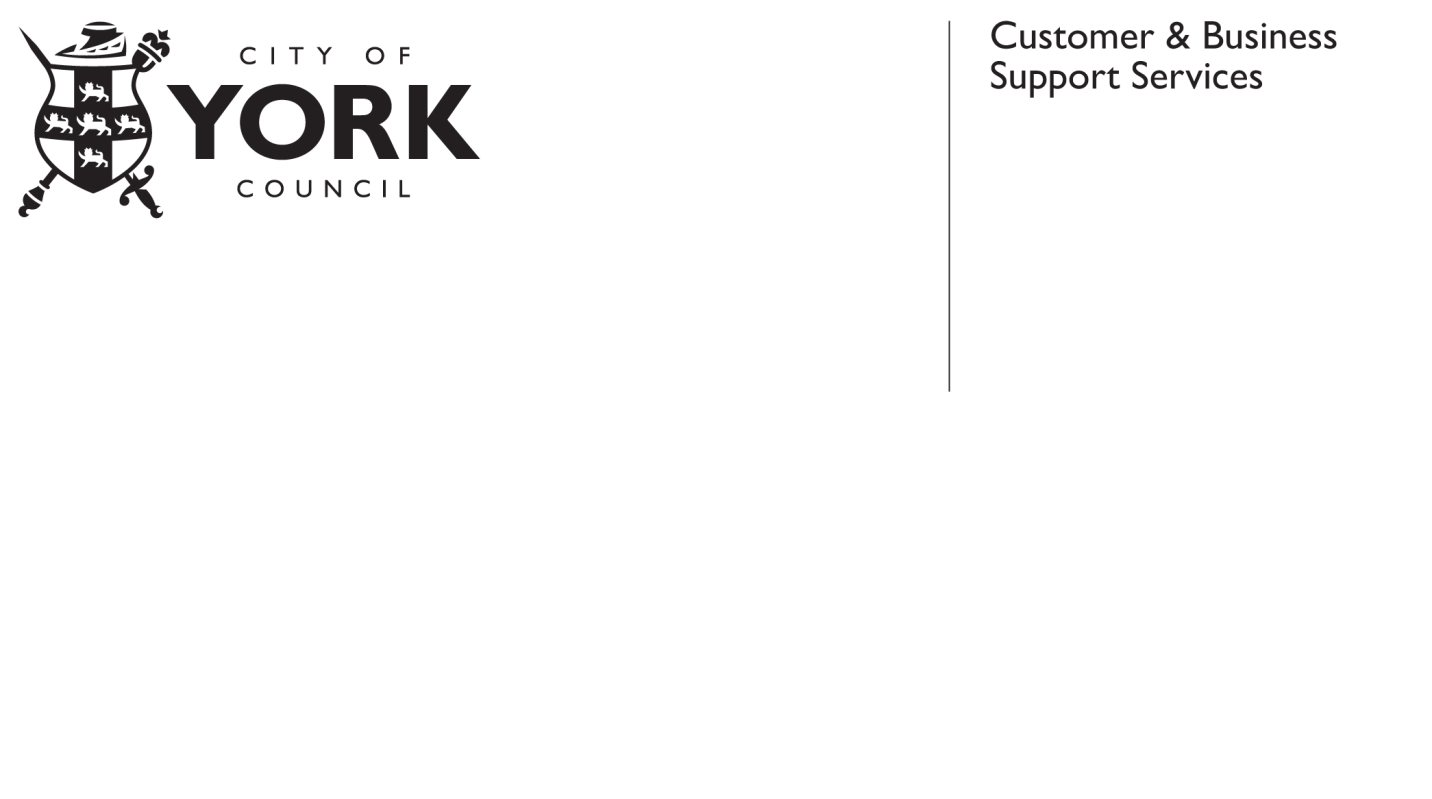 CITY OF
YORK
COUNCIL
Customer & Business
Support Services